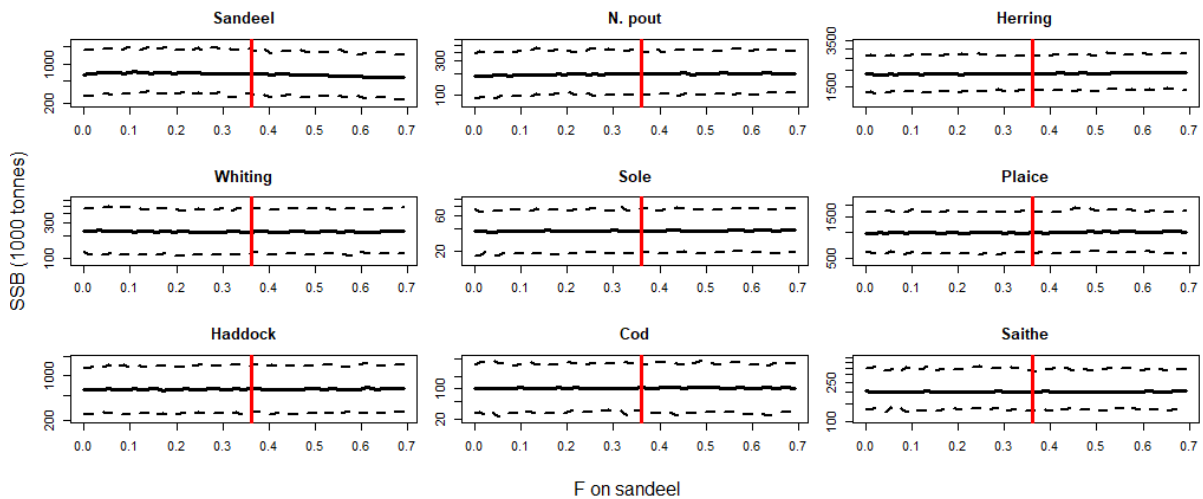 Sandeel N. pout Herring
1000
200
0.0 0.1 0.2 0.3 0.4 0.5 0.6 0.7
300
100
0.0 0.1 0.2 0.3 0.4 0.5 0.6 0.7
3500
1500
0.0 0.1 0.2 0.3 0.4 0.5 0.6 0.7
SSB (1000 tonnes)
Whiting Sole Plaice
300
100
0.0 0.1 0.2 0.3 0.4 0.5 0.6 0.7
60
20
0.0 0.1 0.2 0.3 0.4 0.5 0.6 0.7
1500
500
0.0 0.1 0.2 0.3 0.4 0.5 0.6 0.7
Haddock Cod Saithe
1000
200
0.0 0.1 0.2 0.3 0.4 0.5 0.6 0.7
100
20
0.0 0.1 0.2 0.3 0.4 0.5 0.6 0.7
250
100
0.0 0.1 0.2 0.3 0.4 0.5 0.6 0.7
F on sandeel